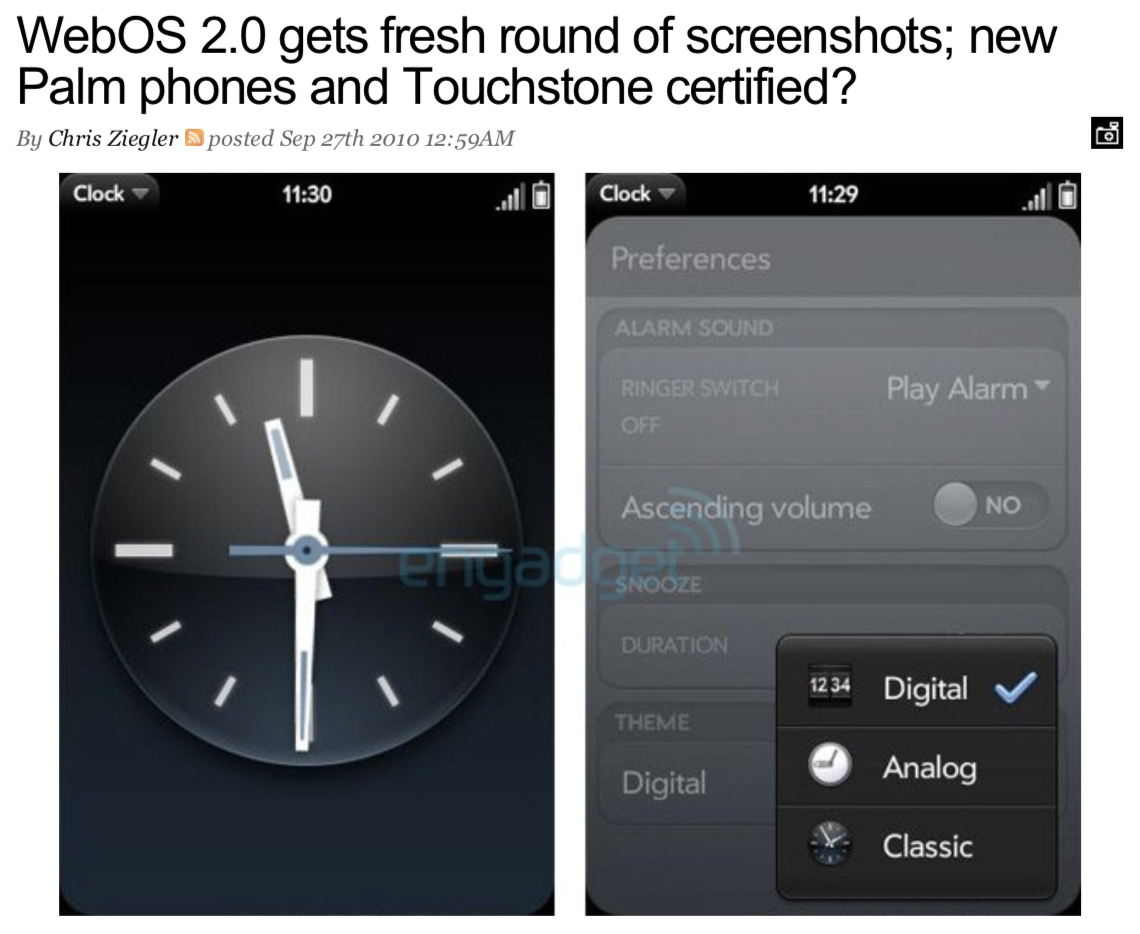 WebOS 2.0 gets fresh round of screenshots; new
Palm phones and Touchstone certified?
By Chris Ziegler posted Sep 27th 2010 12:59AM
Clock 11:30
Clock 11:29
Preferences
ALARM SOUND
RINGER SWITCH
OFF
Play Alarm
Ascending volume NO
engadget
SNOOZE
DURATION
12 34 Digital
THEME
Analog
Digital
Classic